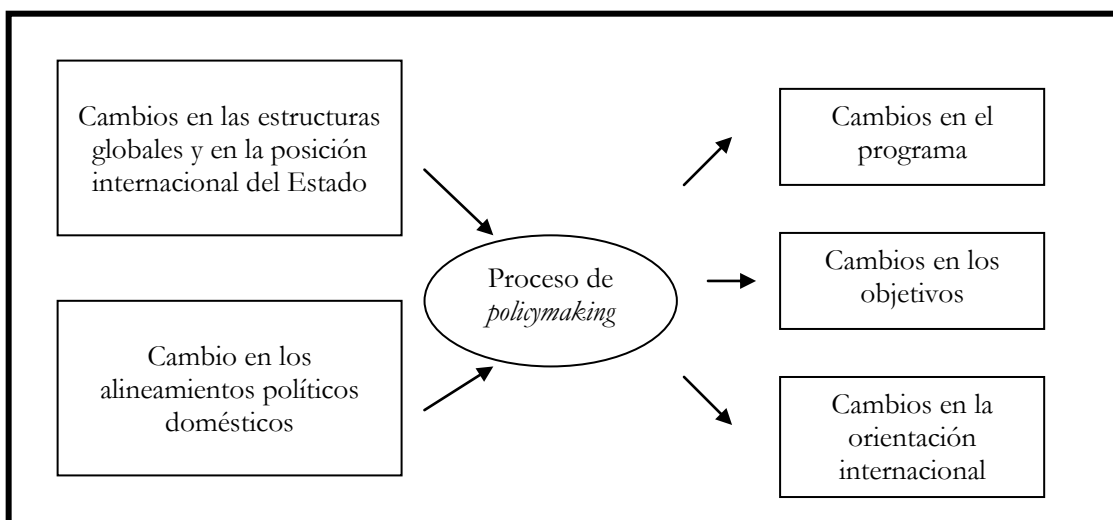 Cambios en las estructuras
globales y en la posición
internacional del Estado
Cambio en los
alineamientos políticos
domésticos
Proceso de
policymaking
Cambios en el
programa
Cambios en los
objetivos
Cambios en la
orientación
internacional